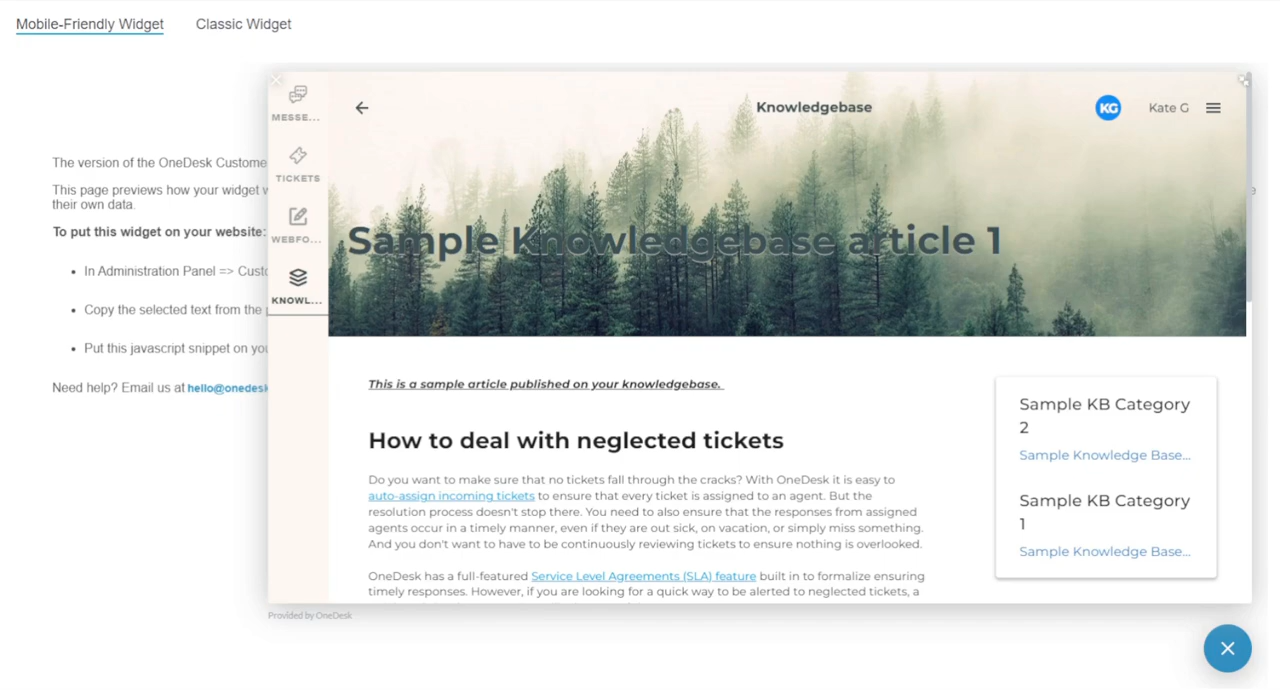 Mobile-Friendly Widget Classic Widget
MESSE...
Knowledgebase
KG Kate G
TICKETS
WEBFO...
KNOWL...
Sample Knowledgebase article 1
The version of the OneDesk Custome
This page previews how your widget
their own data.
To put this widget on your website:
In Administration Panel => Custo
Copy the selected text from the
Put this javascript snippet on you
Need help? Email us at hello@onedesk
This is a sample article published on your knowledgebase.
How to deal with neglected tickets
Do you want to make sure that no tickets fall through the cracks? With OneDesk it is easy to
auto-assign incoming tickets to ensure that every ticket is assigned to an agent. But the
resolution process doesn't stop there. You need to also ensure that the responses from assigned
agents occur in a timely manner, even if they are out sick, on vacation, or simply miss something.
And you don't want to have to be continuously reviewing tickets to ensure nothing is overlooked.
OneDesk has a full-featured Service Level Agreements (SLA) feature built in to formalize ensuring
timely responses. However, if you are looking for a quick way to be alerted to neglected tickets, a
Sample KB Category
2
Sample Knowledge Base...
Sample KB Category
1
Sample Knowledge Base...
Provided by OneDesk